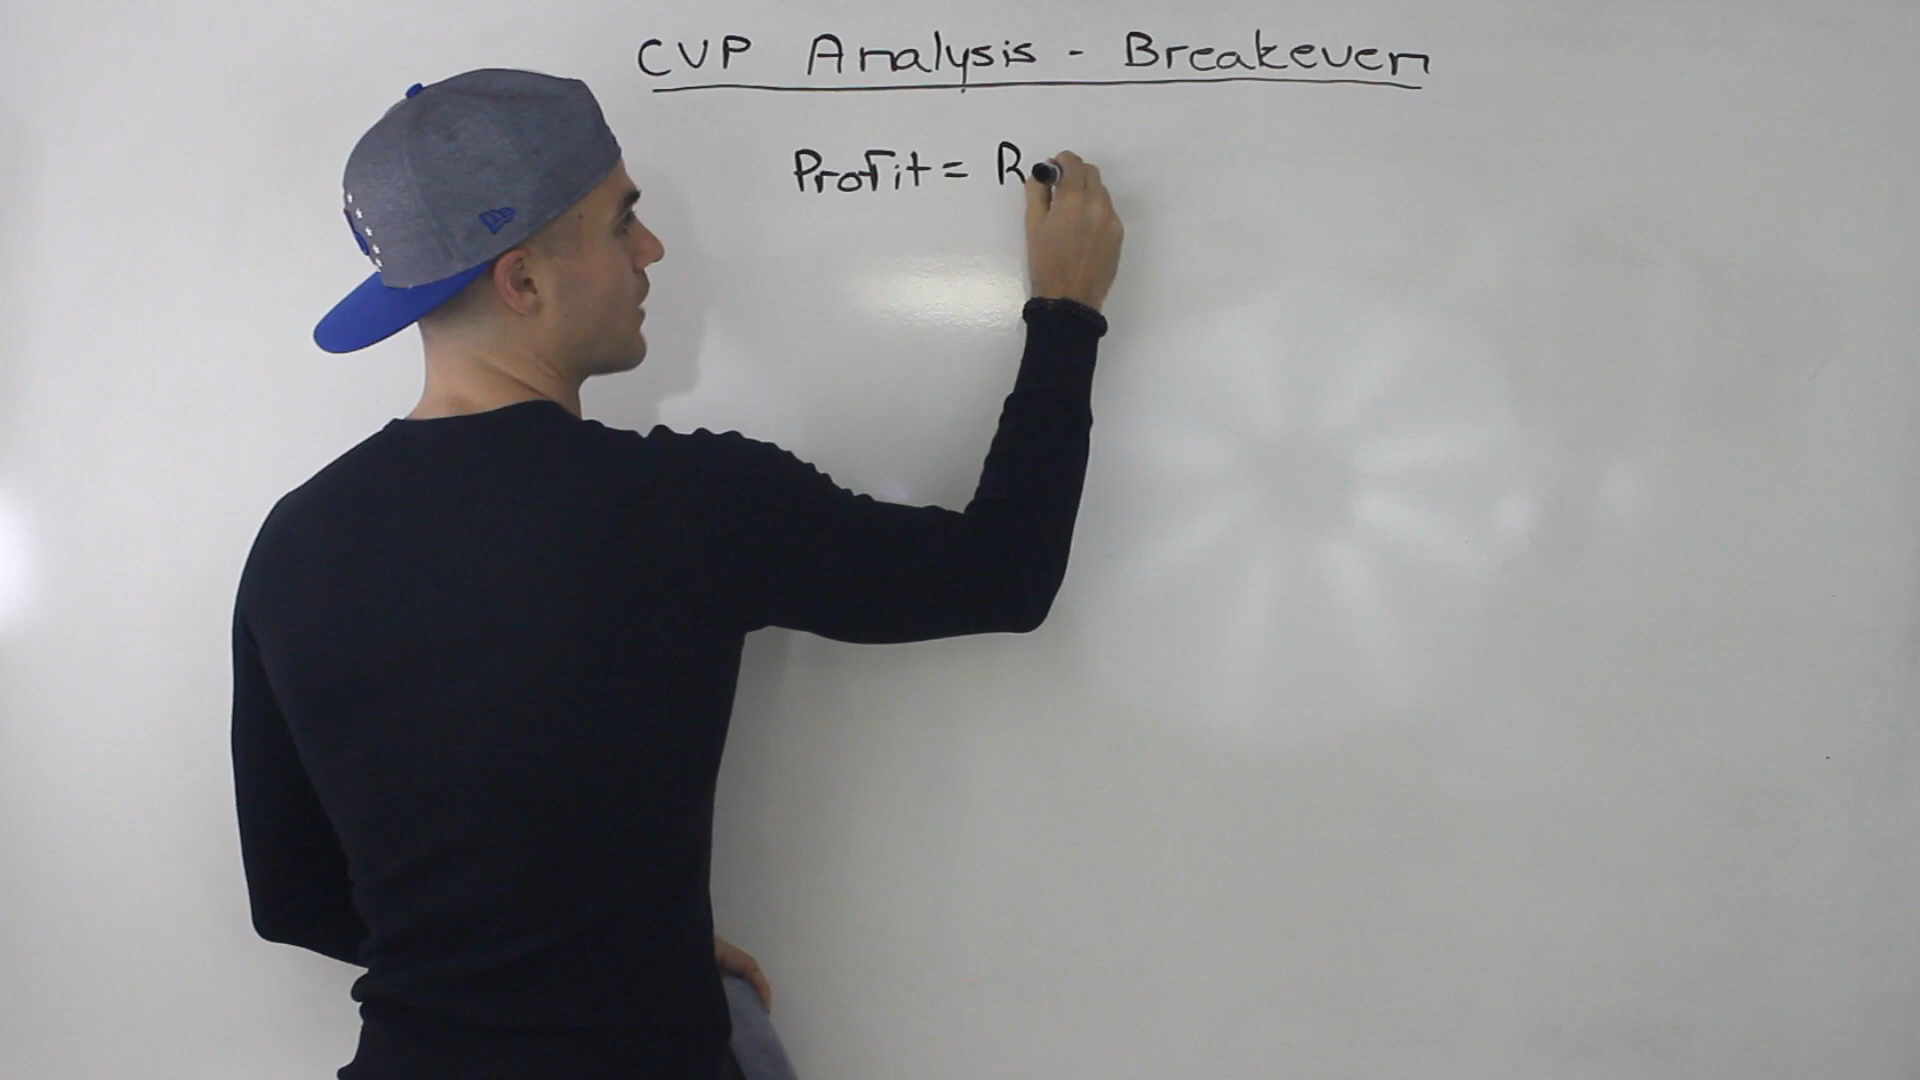 CVP Analysis - Breakeven
Profit = R